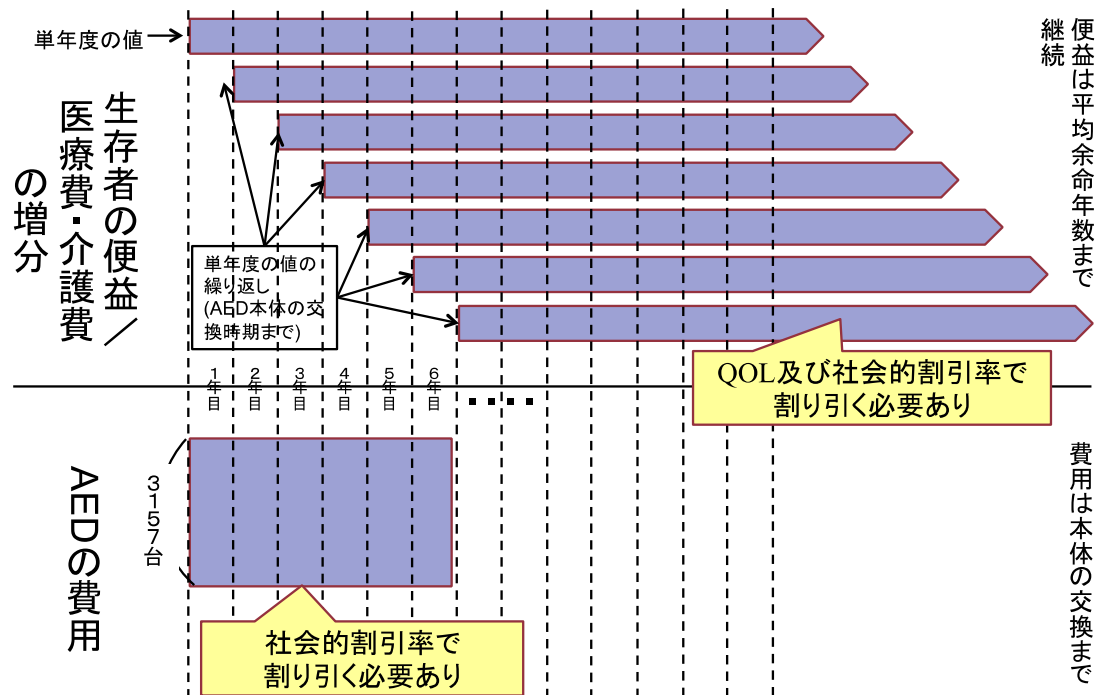 単年度の値
便益は平均余命年数まで
継続
生存者の便益／
医療費・介護費
の増分
単年度の値の
繰り返し
(AED本体の交
換時期まで)
QOL及び社会的割引率で
割り引く必要あり
1年目
2年目
3年目
4年目
5年目
6年目
....
AEDの費用
3157台
社会的割引率で
割り引く必要あり
費用は本体の交換まで